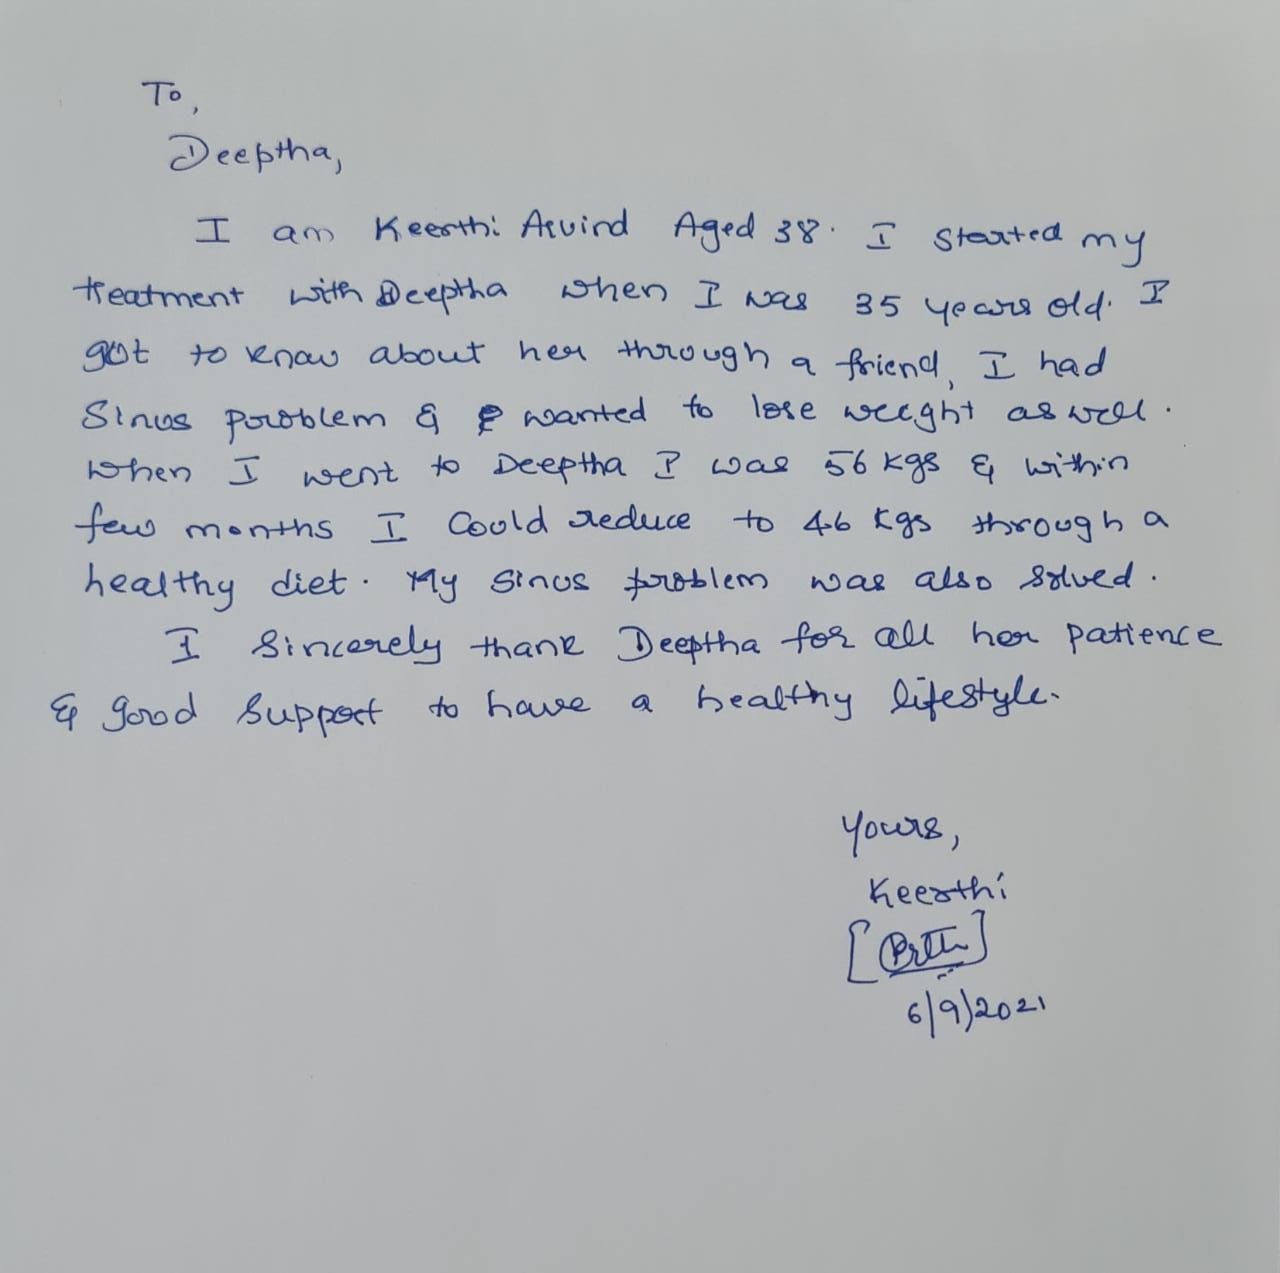 To,
Deeptha,
I am Keerthi Arvind Aged 38. I started my
treatment with Deeptha when I was 35 years old. I
got to know about her through a friend, I had
Sinus problem & wanted to lose weight as well.
When I went to Deeptha I was 56 kgs & within
few months I Could reduce to 46 kgs through a
healthy diet. My sinus problem was also solved.
I Sincerely thank Deeptha for all her patience
& good Support to have a healthy lifestyle.
Yours,
Keerthi
6/9/2021